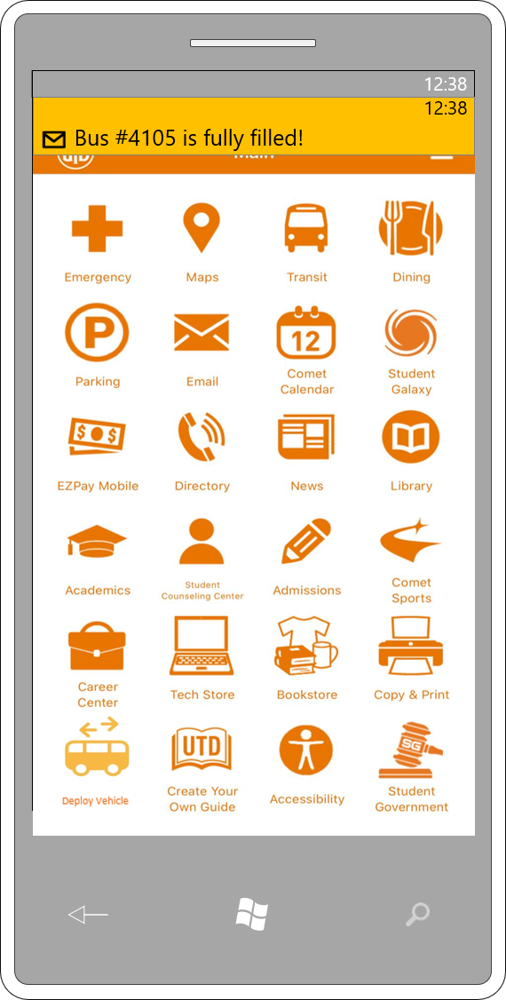 12:38
12:38
Bus #4105 is fully filled!
UTD Main
Emergency Maps Transit Dining
P 12
Parking Email Comet Calendar Student Galaxy
$ $
EZPay Mobile Directory News Library
Academics Student Counseling Center Admissions Comet Sports
Career Center Tech Store Bookstore Copy & Print
UTD SG
Deploy Vehicle Create Your Own Guide Accessibility Student Government